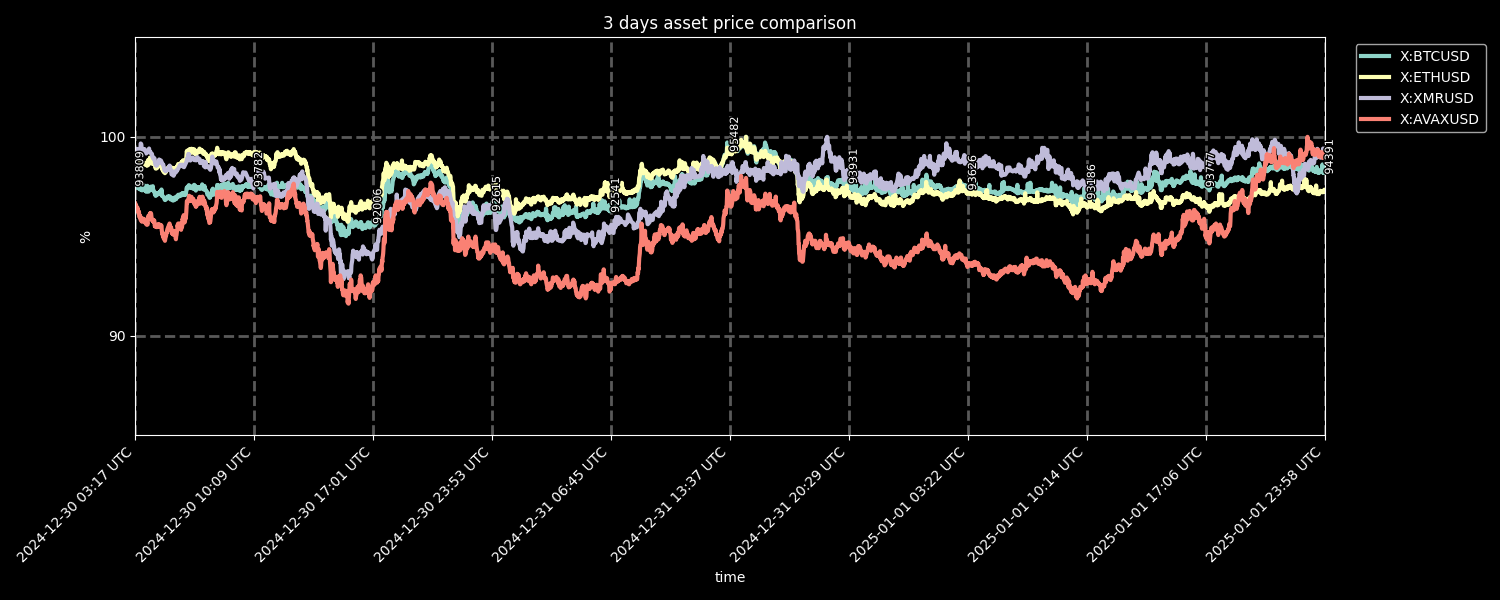 3 days asset price comparison
X:BTCUSD
X:ETHUSD
X:XMRUSD
X:AVAXUSD
100
90
%
93809
93782
92006
92615
92541
95482
93931
93626
94391
2024-12-30 03:17 UTC
2024-12-30 10:09 UTC
2024-12-30 17:01 UTC
2024-12-30 23:53 UTC
2024-12-31 06:45 UTC
2024-12-31 13:37 UTC
2024-12-31 20:29 UTC
2025-01-01 03:22 UTC
2025-01-01 10:14 UTC
2025-01-01 17:06 UTC
2025-01-01 23:58 UTC
time